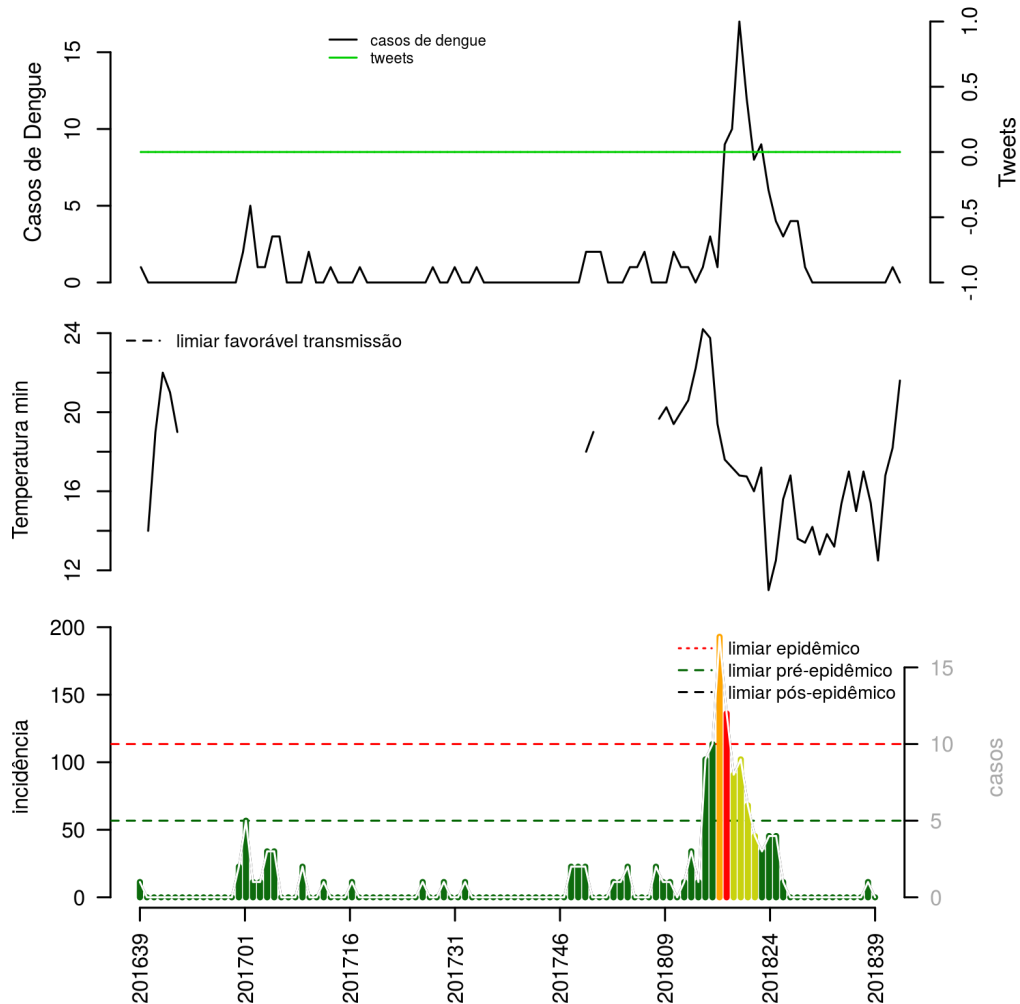 casos de dengue
tweets
Casos de Dengue
0
5
10
15
Tweets
-1.0
-0.5
0.0
0.5
1.0
limiar favorável transmissão
Temperatura min
12
16
20
24
limiar epidêmico
limiar pré-epidêmico
limiar pós-epidêmico
incidência
0
50
100
150
200
casos
0
5
10
15
201639
201701
201716
201731
201746
201809
201824
201839